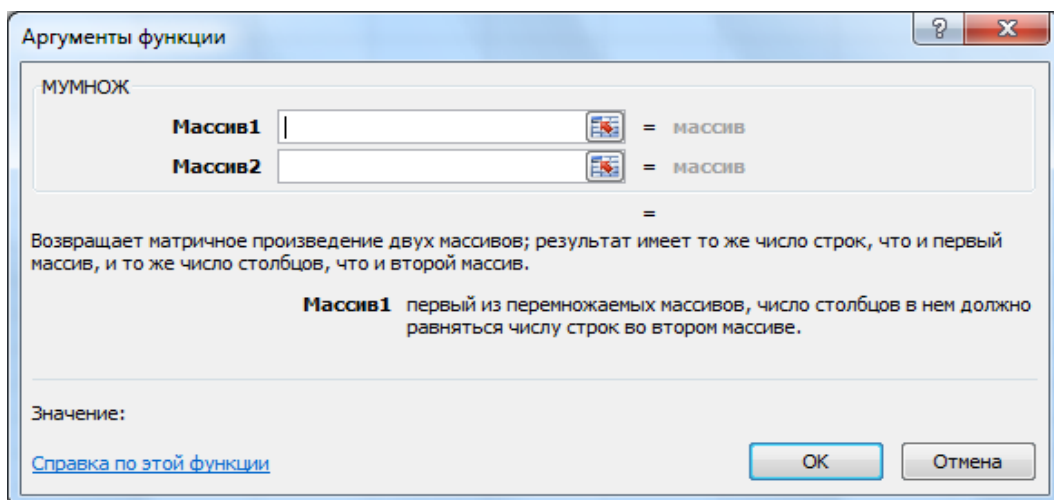 Аргументы функции
МУМНОЖ
Массив1 = массив
Массив2 = массив
=
Возвращает матричное произведение двух массивов; результат имеет то же число строк, что и первый
массив, и то же число столбцов, что и второй массив.
Массив1 первый из перемножаемых массивов, число столбцов в нем должно
равняться числу строк во втором массиве.
Значение:
Справка по этой функции
ОК
Отмена